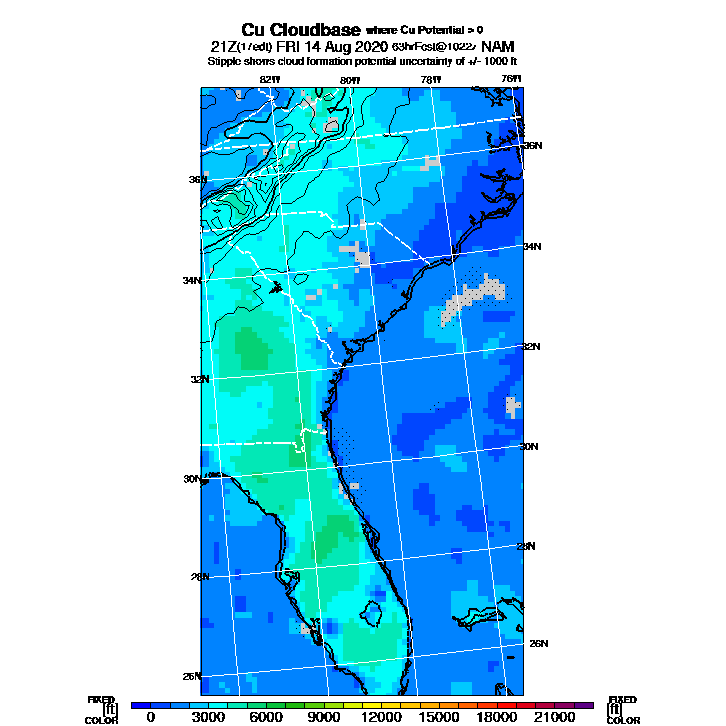 Cu Cloudbase where Cu Potential > 0
21Z(17edt) FRI 14 Aug 2020 63hrFcst@1022z NAM
Stipple shows cloud formation potential uncertainty of +/- 1000 ft
82W 80W 78W 76W
36N 36N
34N 34N
32N 32N
30N 30N
28N 28N
26N 26N
FIXED FIXED
[ft] [ft]
COLOR COLOR
0 3000 6000 9000 12000 15000 18000 21000